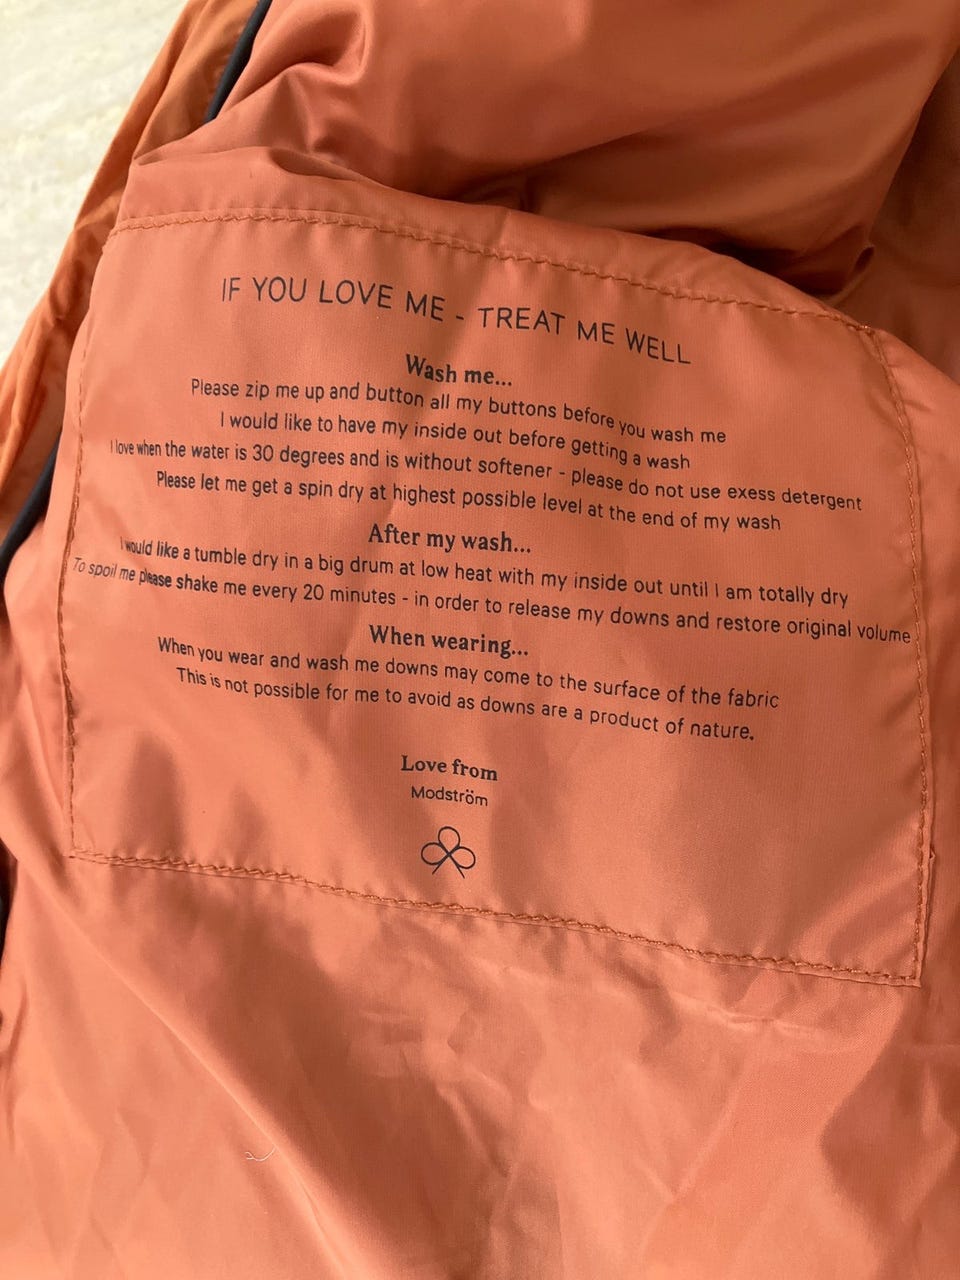 IF YOU LOVE ME - TREAT ME WELL
Wash me...
Please zip me up and button all my buttons before you wash me
I would like to have my inside out before getting a wash
I love when the water is 30 degrees and is without softener - please do not use exess detergent
Please let me get a spin dry at highest possible level at the end of my wash
After my wash...
I would like a tumble dry in a big drum at low heat with my inside out until I am totally dry
To spoil me please shake me every 20 minutes - in order to release my downs and restore original volume
When wearing...
When you wear and wash me downs may come to the surface of the fabric
This is not possible for me to avoid as downs are a product of nature.
Love from
Modström